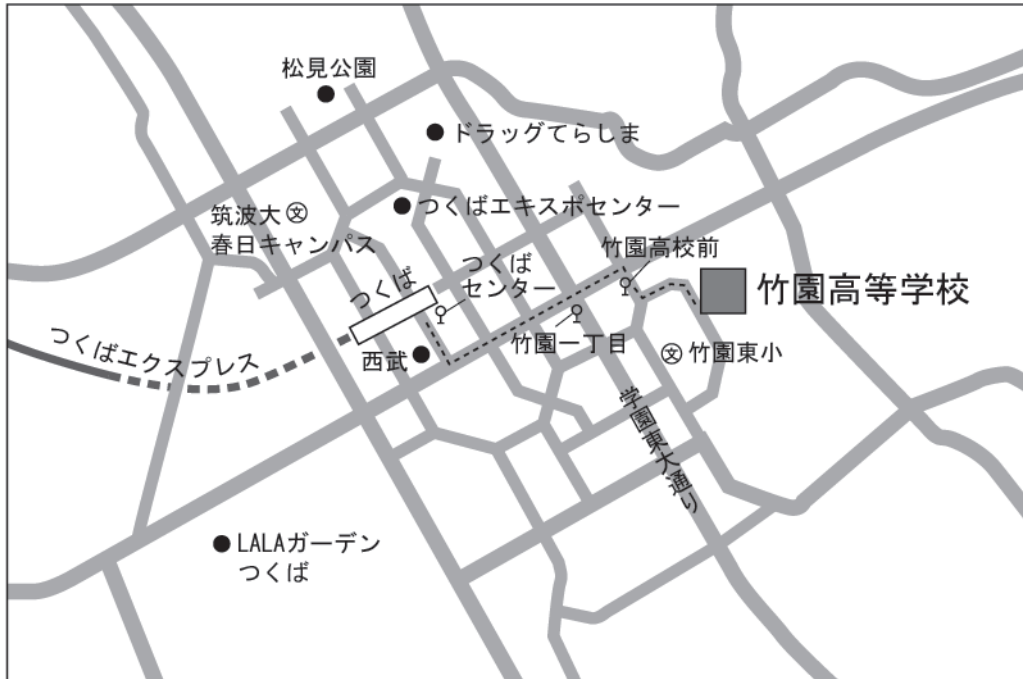 松見公園
ドラッグてらしま
筑波大文
春日キャンパス
つくばエキスポセンター
竹園高校前
つくば
つくば
センター
竹園高等学校
つくばエクスプレス
西武
竹園一丁目
文竹園東小
学園東大通り
LALAガーデン
つくば